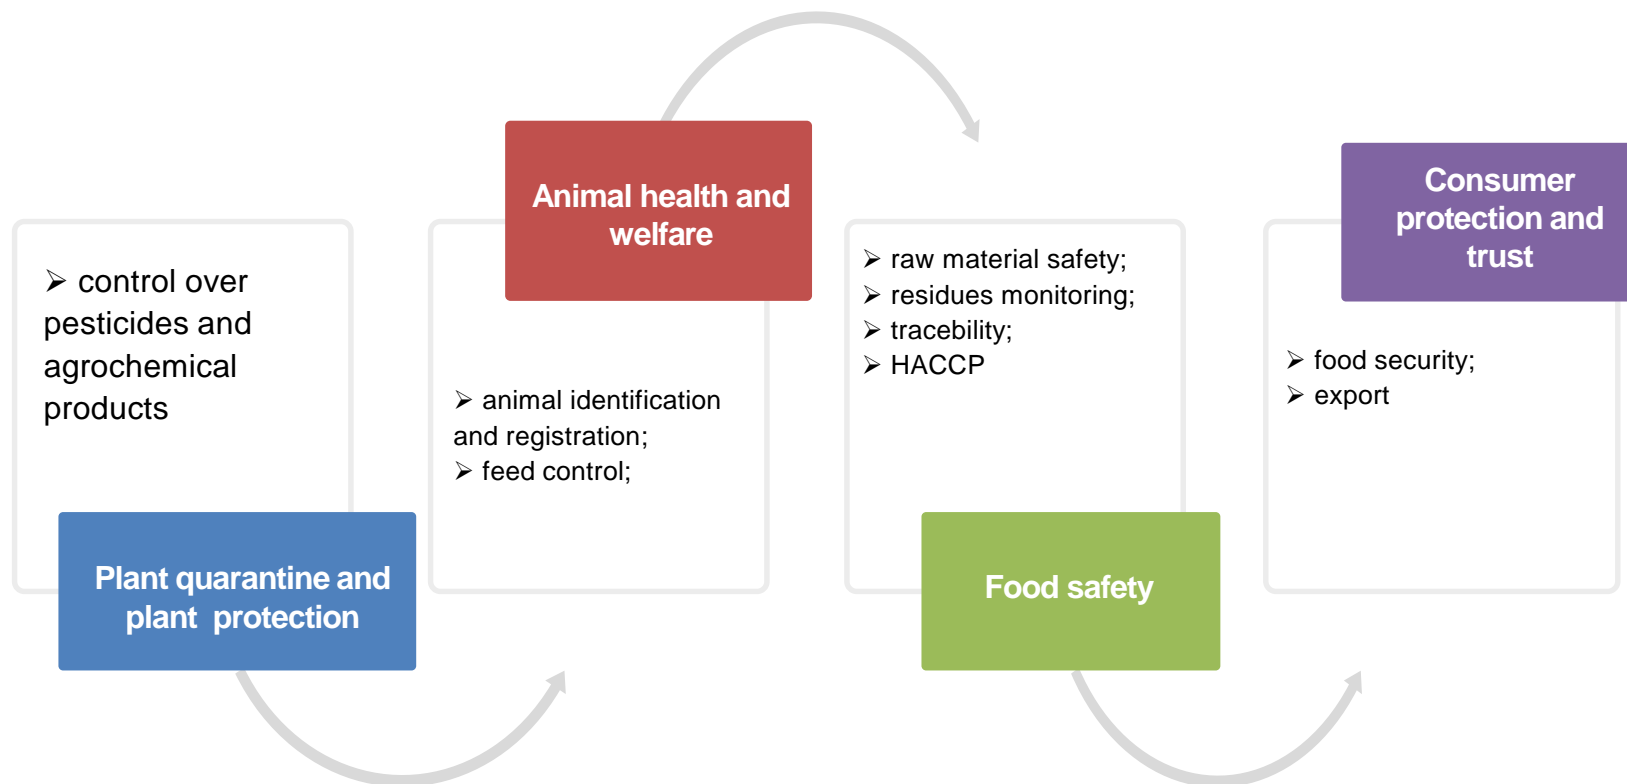 ➢ control over
pesticides and
agrochemical
products
Plant quarantine and
plant protection
Animal health and
welfare
➢ animal identification
and registration;
➢ feed control;
➢ raw material safety;
➢ residues monitoring;
➢ tracebility;
➢ HACCP
Food safety
Consumer
protection and
trust
➢ food security;
➢ export